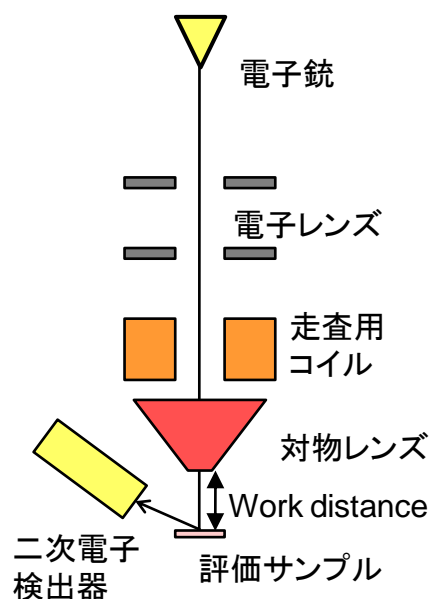 電子銃
電子レンズ
走査用
コイル
対物レンズ
Work distance
二次電子
検出器
評価サンプル